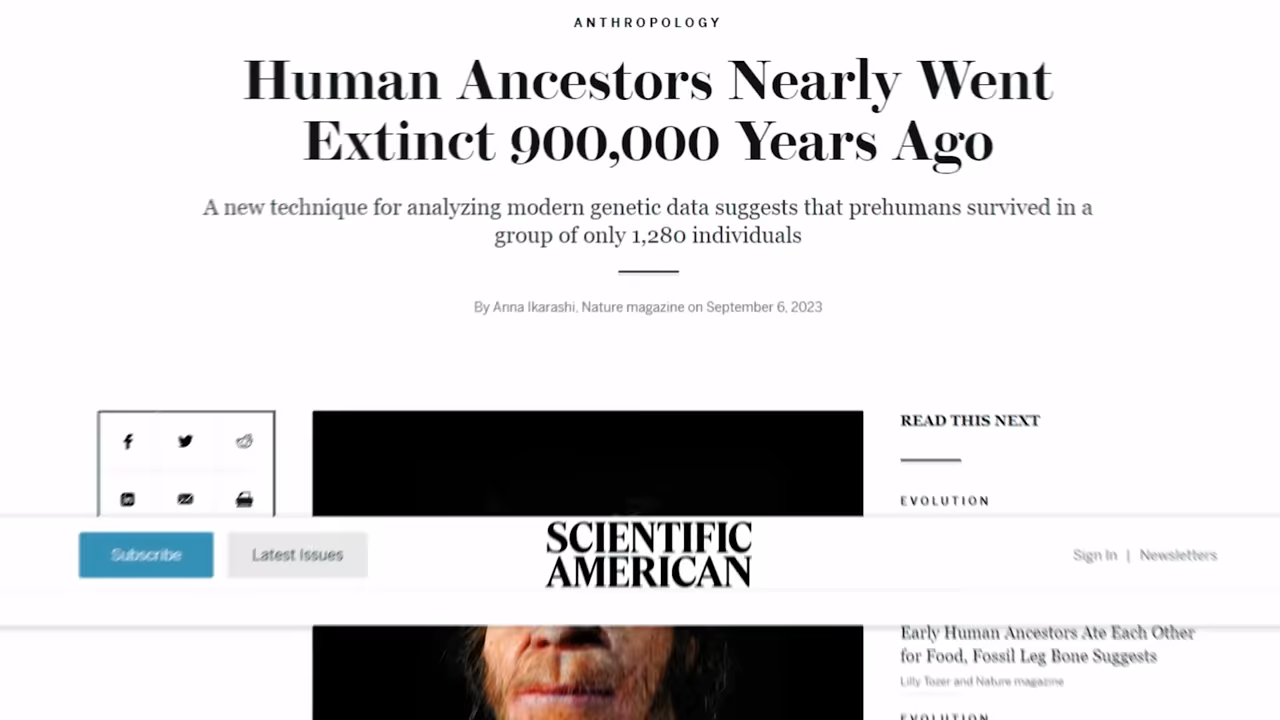 ANTHROPOLOGY
Human Ancestors Nearly Went
Extinct 900,000 Years Ago
A new technique for analyzing modern genetic data suggests that prehumans survived in a
group of only 1,280 individuals
By Anna Ikarashi, Nature magazine on September 6, 2023
READ THIS NEXT
EVOLUTION
Subscribe
Latest Issues
SCIENTIFIC
AMERICAN
Sign In | Newsletters
Early Human Ancestors Ate Each Other
for Food, Fossil Leg Bone Suggests
Lilly Tozer and Nature magazine
EVOLUTION